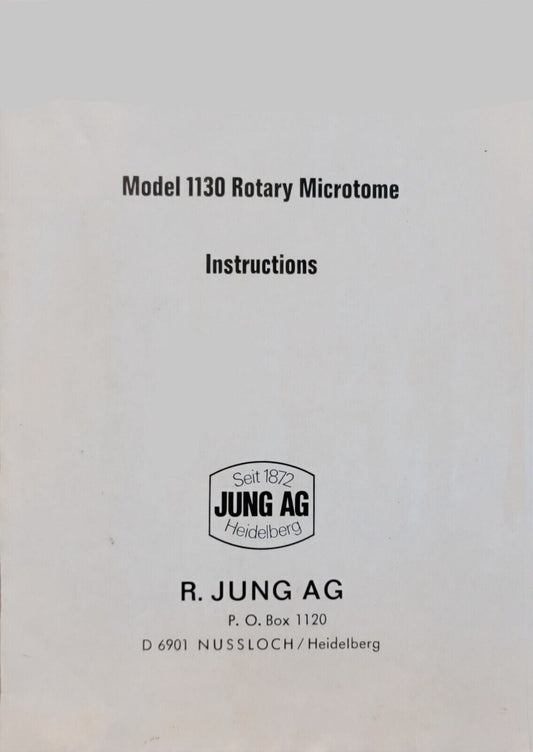 Model 1130 Rotary Microtome
Instructions
Seit 1872
JUNG AG
Heidelberg
R. JUNG AG
P. O. Box 1120
D 6901 NUSSLOCH/Heidelberg